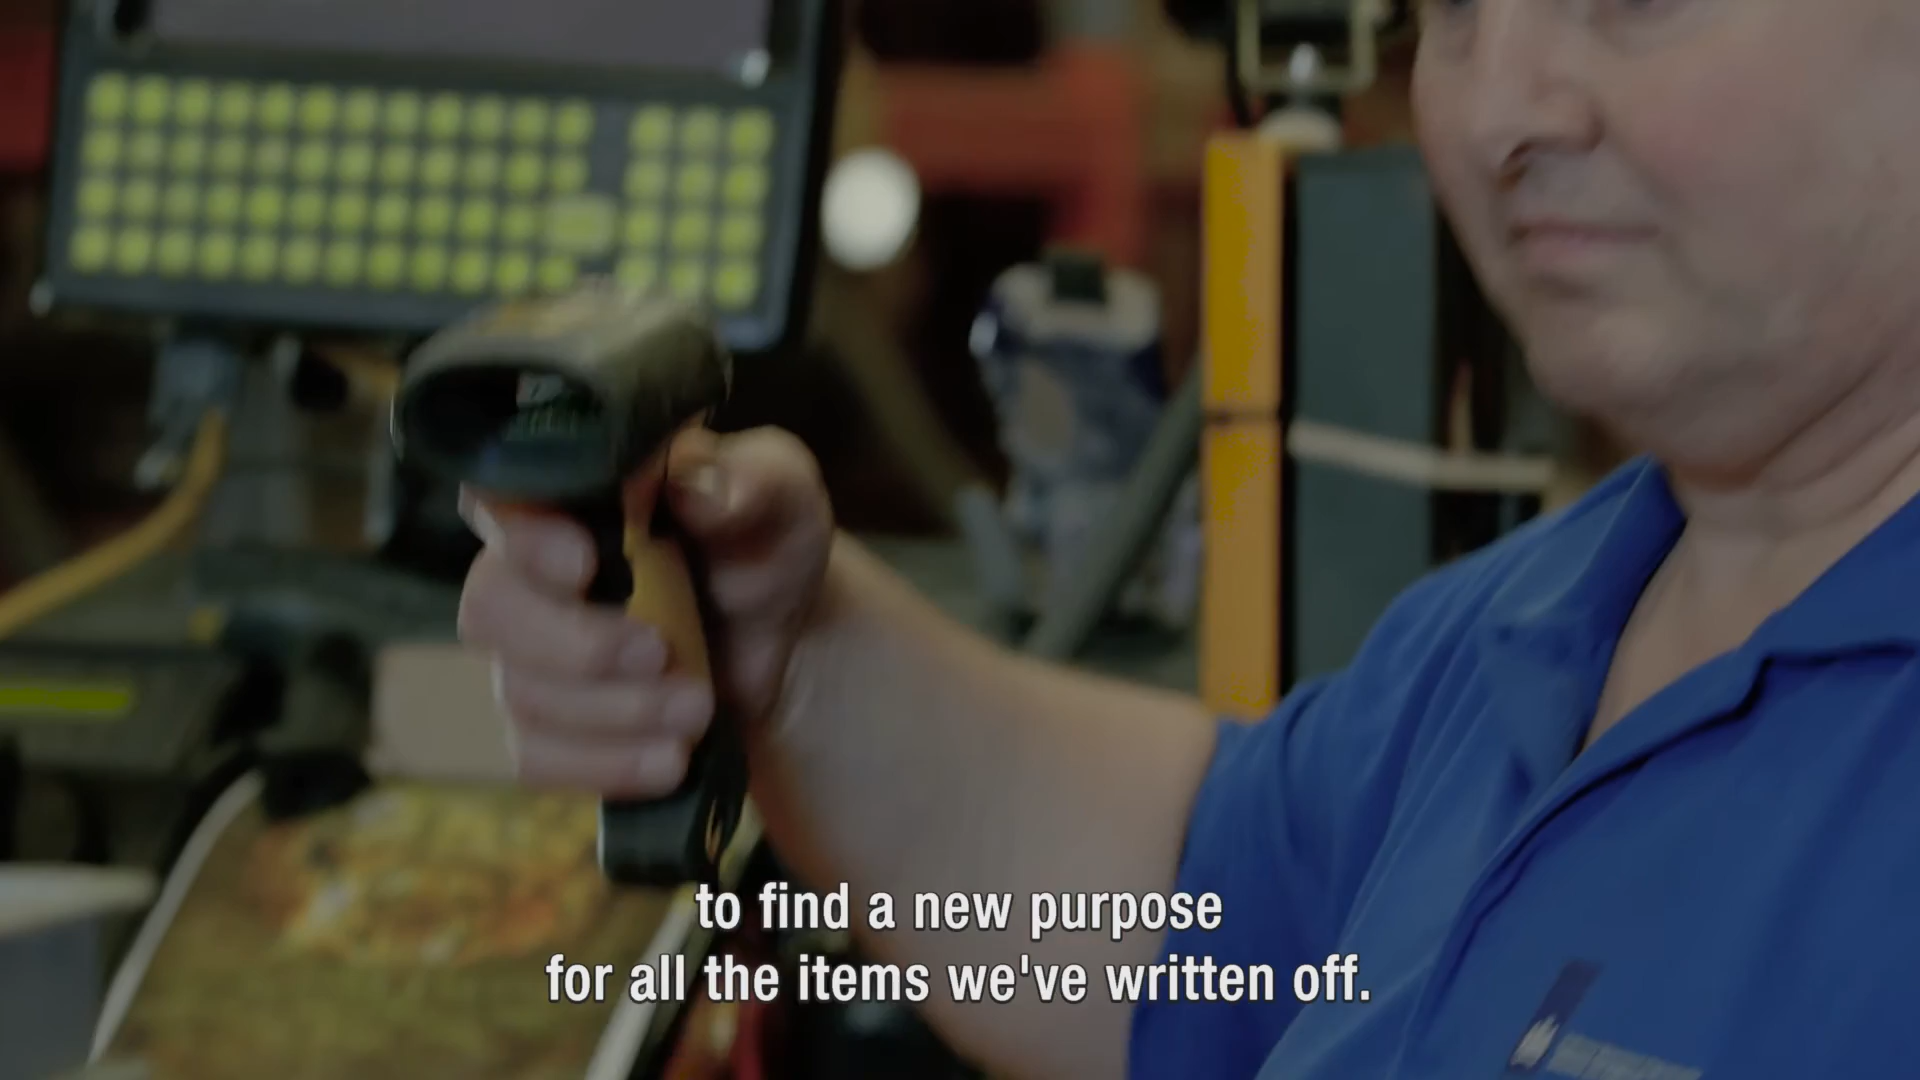 to find a new purpose
for all the items we've written off.